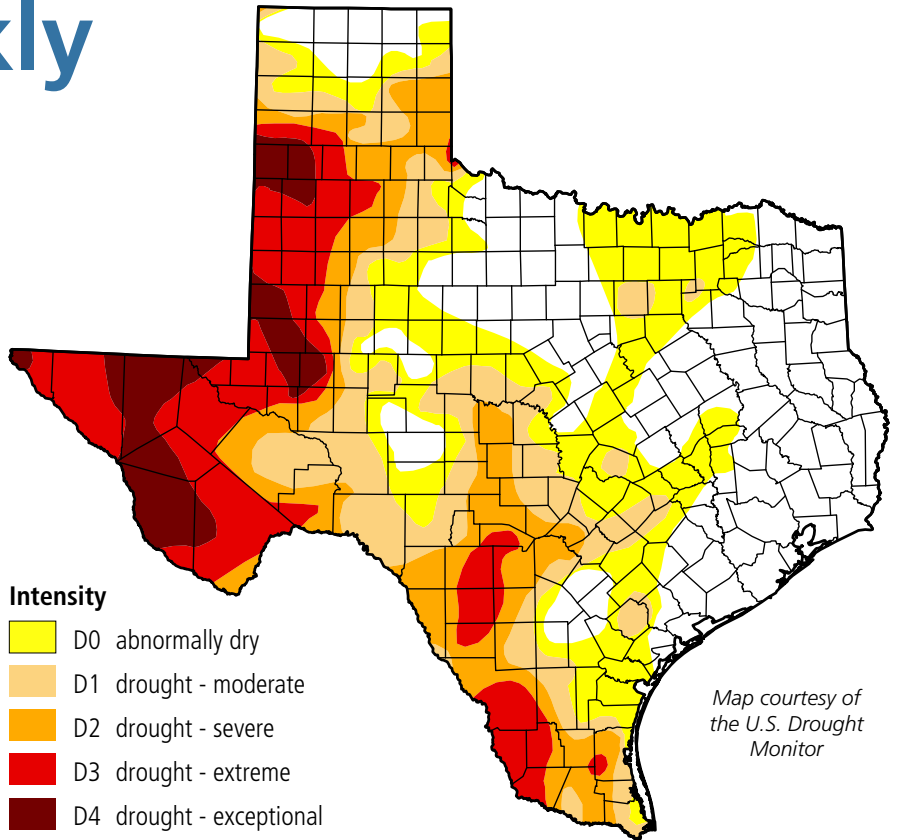 kly
Intensity
D0 abnormally dry
D1 drought - moderate
D2 drought - severe
D3 drought - extreme
D4 drought - exceptional
Map courtesy of
the U.S. Drought
Monitor